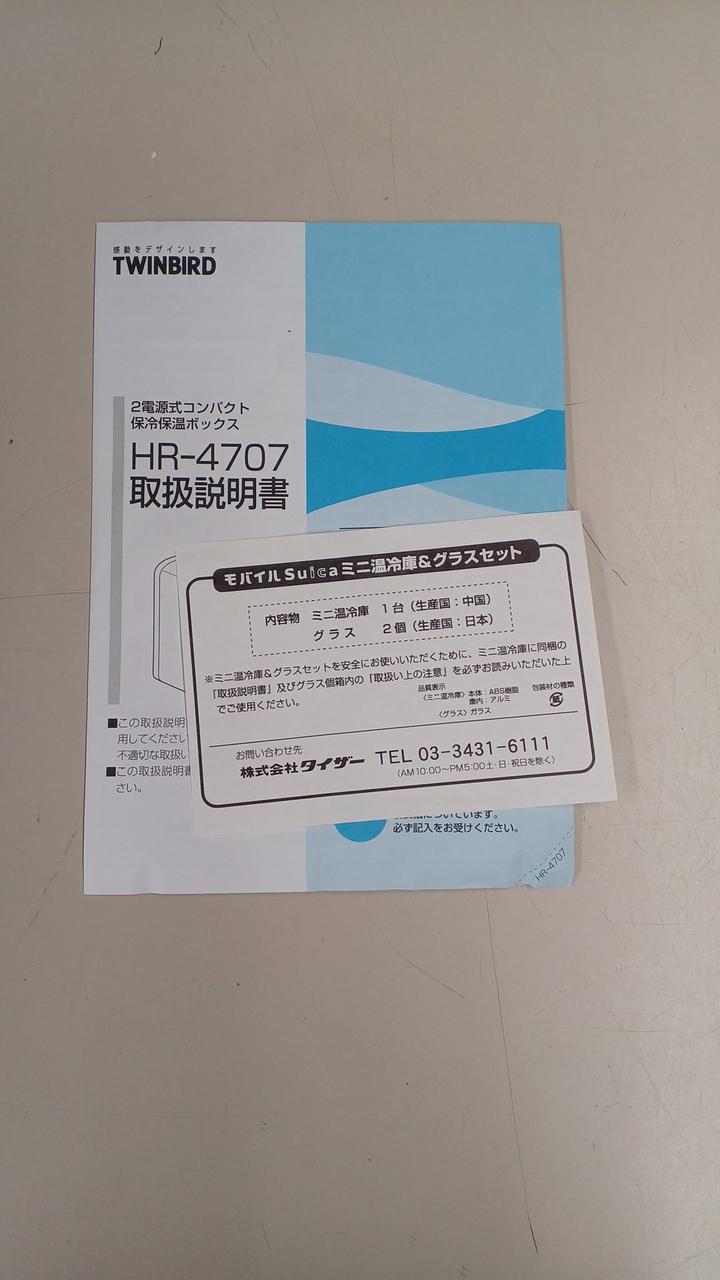 感動をデザインします
TWINBIRD
2電源式コンパクト
保冷保温ボックス
HR-4707
取扱説明書
モバイルSuicaミニ温冷庫&グラスセット
内容物 ミニ温冷庫 1台(生産国:中国)
グラス 2個(生産国:日本)
※ミニ温冷庫&グラスセットを安全にお使いいただくために、ミニ温冷庫に同梱の
「取扱説明書」及びグラス個箱内の「取扱い上の注意」を必ずお読みいただいた上
でご使用ください。
品質表示
〈ミニ温冷庫〉本体:ABS樹脂
庫内:アルミ
〈グラス〉ガラス
包装材の種類
紙
お問い合わせ先
株式会社タイザー TEL 03-3431-6111
(AM10:00~PM5:00土・日・祝日を除く)
■この取扱説明
用してください
不適切な取扱い
■この取扱説明書
さい。
についています。
必ず記入をお受けください。
HR-4707